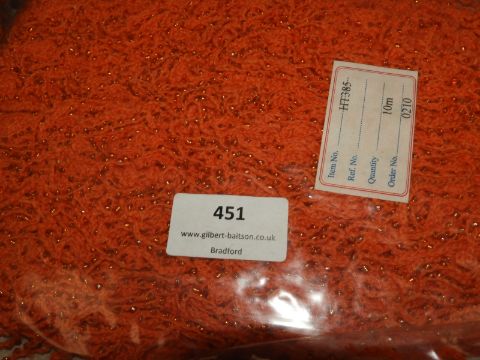 Item No. HT385
Ref. No.
Quantity 10m
Order No. 0210
451
www.gilbert-baitson.co.uk
Bradford